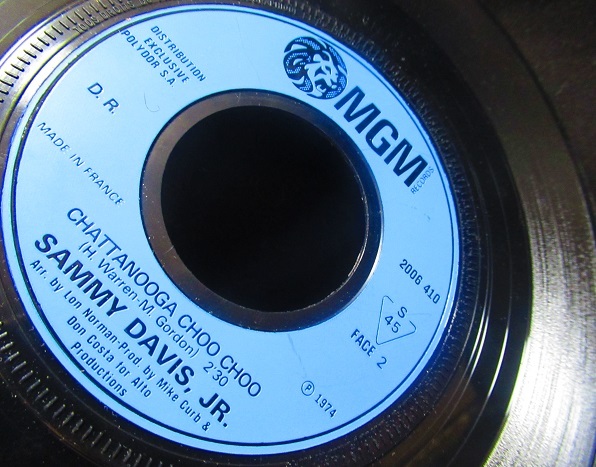 DISTRIBUTION
EXCLUSIVE
POLYDOR S.A
MGM
RECORDS
D. R.
MADE IN FRANCE
2006 410
S
45
FACE 2
CHATTANOOGA CHOO CHOO
(H. Warren-M. Gordon) 2'30
SAMMY DAVIS, JR.
Arr. by Lon Norman-Prod. by Mike Curb &
Don Costa for Alto
Productions
℗ 1974